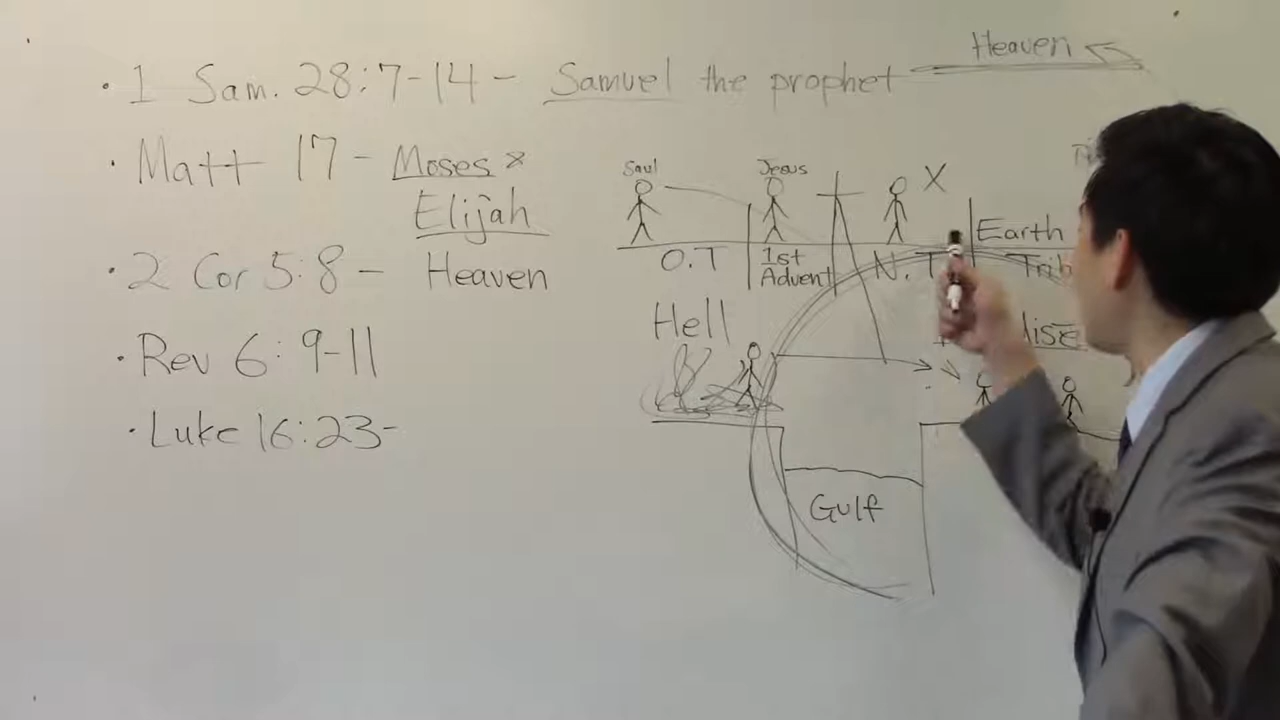 · 1 Sam. 28:7-14 - Samuel the prophet
Heaven
· Matt 17 - Moses x
Elijah
· 2 Cor 5:8 - Heaven
· Rev 6:9-11
· Luke 16:23-
Saul
Jesus
X
Earth
O.T
1st
Advent
N.T
Trib
Hell
Gulf